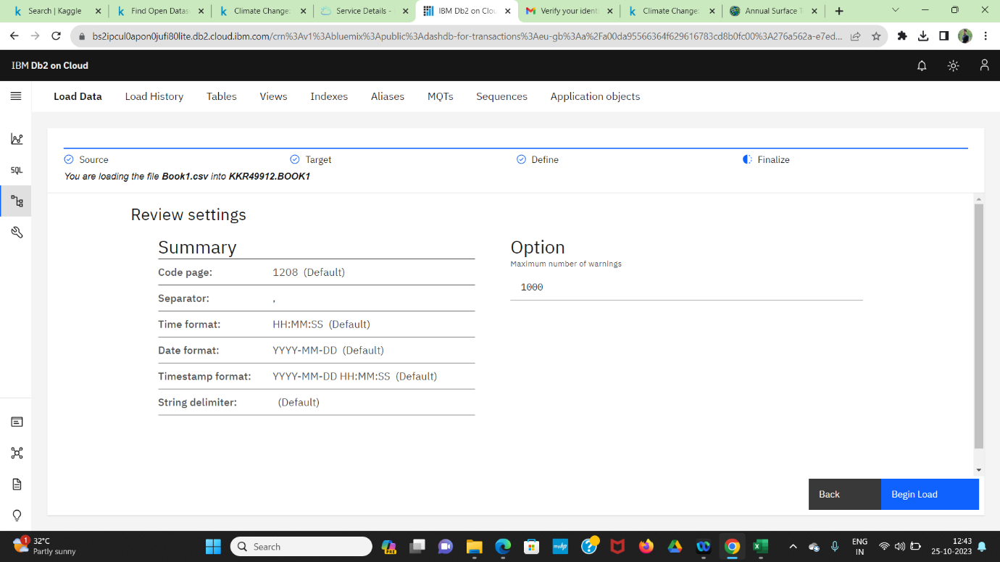 Search | Kaggle
Find Open Datas
Climate Change:
Service Details -
IBM Db2 on Clou
Verify your ident
Climate Change:
Annual Surface T
bs2ipcul0apon0jufi80lite.db2.cloud.ibm.com/crn%3Av1%3Abluemix%3Apublic%3Adashdb-for-transactions%3Aeu-gb%3Aa%2Fa00da95566364f629616783cd8b0fc00%3A276a562a-e7ed...
IBM Db2 on Cloud
Load Data Load History Tables Views Indexes Aliases MQTs Sequences Application objects
SQL
Source Target Define Finalize
You are loading the file Book1.csv into KKR49912.BOOK1
Review settings
Summary
Code page: 1208 (Default)
Separator: ,
Time format: HH:MM:SS (Default)
Date format: YYYY-MM-DD (Default)
Timestamp format: YYYY-MM-DD HH:MM:SS (Default)
String delimiter: (Default)
Option
Maximum number of warnings
1000
Back
Begin Load
1
32°C
Partly sunny
Search
PRE
myhp
ENG
IN
12:43
25-10-2023